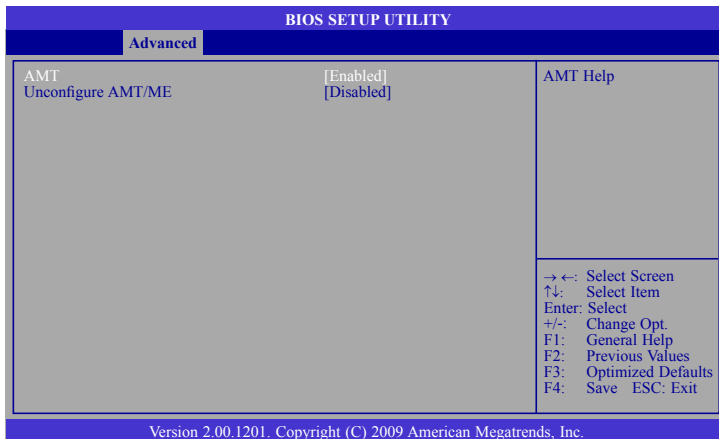 BIOS SETUP UTILITY
Advanced
AMT [Enabled]
Unconfigure AMT/ME [Disabled]
AMT Help
→ ←: Select Screen
↑↓: Select Item
Enter: Select
+/-: Change Opt.
F1: General Help
F2: Previous Values
F3: Optimized Defaults
F4: Save ESC: Exit
Version 2.00.1201. Copyright (C) 2009 American Megatrends, Inc.